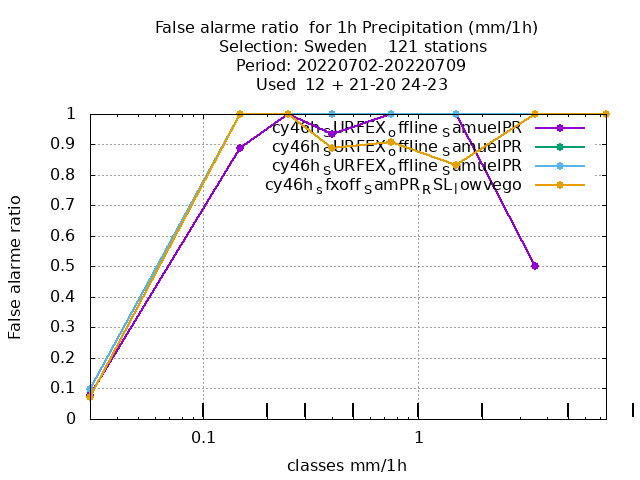 False alarme ratio  for 1h Precipitation (mm/1h)
Selection: Sweden    121 stations
Period: 20220702-20220709
Used  12 + 21-20 24-23
False alarme ratio
1
0.9
0.8
0.7
0.6
0.5
0.4
0.3
0.2
0.1
0
cy46h_SURFEX_offline_SamuelPR
cy46h_SURFEX_offline_SamuelPR
cy46h_SURFEX_offline_SamuelPR
cy46h_sfxoff_SamPR_RSL_lowvego
0.1 1
classes mm/1h